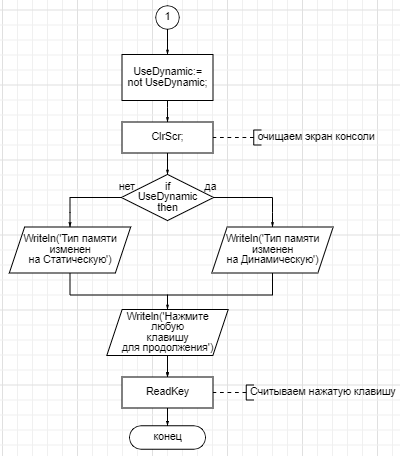 1
UseDynamic:=
not UseDynamic;
ClrScr;
очищаем экран консоли
нет
if
да
UseDynamic
then
Writeln('Тип памяти
изменен
на Статическую')
Writeln('Тип памяти
изменен
на Динамическую')
Writeln('Нажмите
любую
клавишу
для продолжения')
ReadKey
Считываем нажатую клавишу
конец